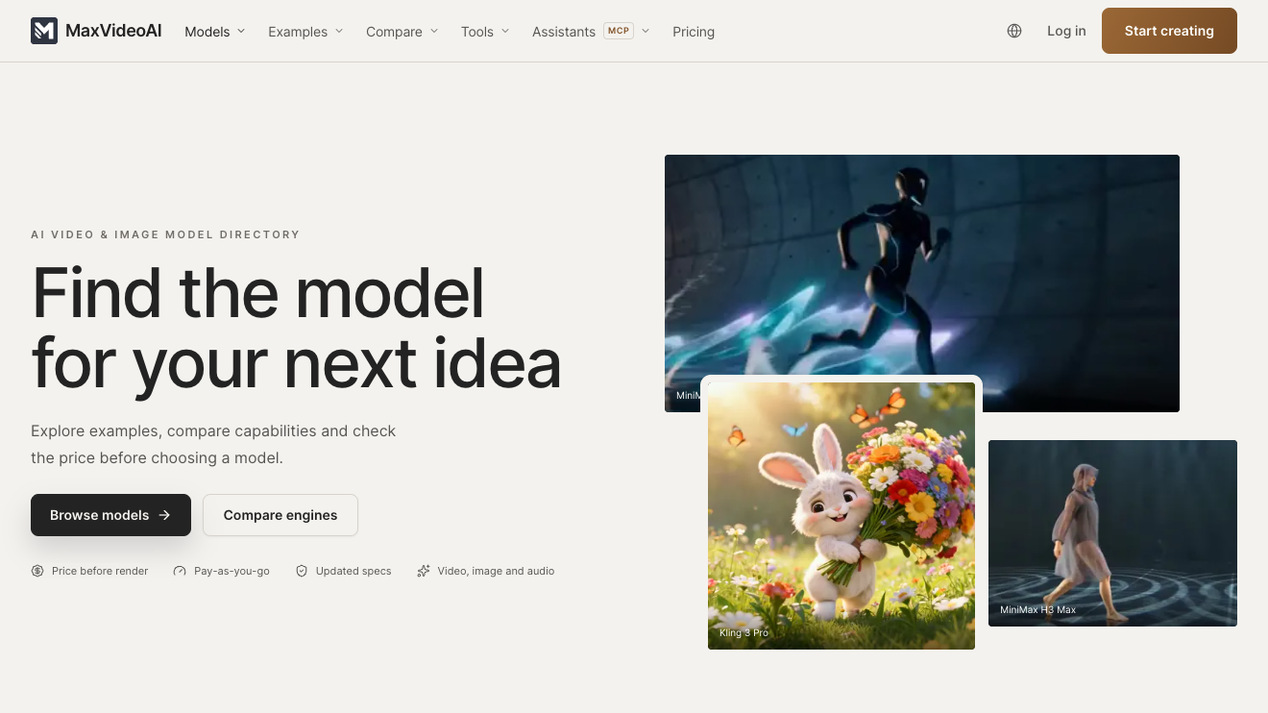 MaxVideoAI
Models
Examples
Compare
Tools
Assistants MCP
Pricing
Log in
Start creating
AI VIDEO & IMAGE MODEL DIRECTORY
Find the model
for your next idea
Explore examples, compare capabilities and check
the price before choosing a model.
Browse models
Compare engines
Price before render
Pay-as-you-go
Updated specs
Video, image and audio
Kling 3 Pro
MiniMax H3 Max